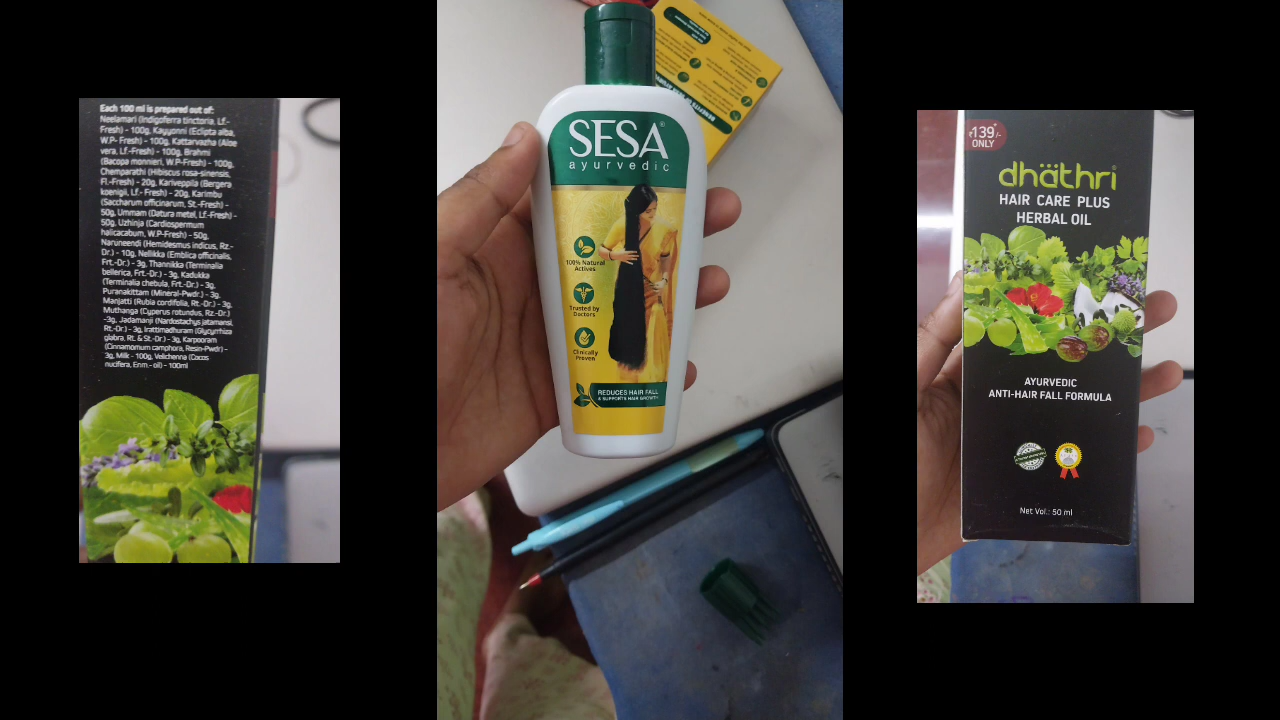 Each 100 ml is prepared out of:
Neelamari (Indigoferra tinctoria, Lf.-
Fresh) - 100g, Kayyonni (Eclipta alba,
W.P- Fresh) - 100g, Kattarvazha (Aloe
vera, Lf.-Fresh) - 100g, Brahmi
(Bacopa monnieri, W.P-Fresh) - 100g,
Chemparathi (Hibiscus rosa-sinensis,
Fl.-Fresh) - 20g, Kariveppila (Bergera
koenigii, Lf.- Fresh) - 20g, Karimbu
(Saccharum officinarum, St.-Fresh) -
50g, Ummam (Datura metel, Lf.-Fresh) -
50g, Uzhinja (Cardiospermum
halicacabum, W.P-Fresh) - 50g,
Naruneendi (Hemidesmus indicus, Rz.-
Dr.) - 10g, Nellikka (Emblica officinalis,
Frt.-Dr.) - 3g, Thannikka (Terminalia
bellerica, Frt.-Dr.) - 3g, Kadukka
(Terminalia chebula, Frt.-Dr.) - 3g,
Puranakittam (Mineral-Pwdr.) - 3g,
Manjatti (Rubia cordifolia, Rt.-Dr.) - 3g,
Muthanga (Cyperus rotundus, Rz.-Dr.)
-3g, Jadamanji (Nardostachys jatamansi,
Rt.-Dr.) - 3g, Irattimadhuram (Glycyrrhiza
glabra, Rt. & St.-Dr.) - 3g, Karpooram
(Cinnamomum camphora, Resin-Pwdr) -
3g, Milk - 100g, Velichenna (Cocos
nucifera, Enm.- oil) - 100ml
SESA®
ayurvedic
100% Natural
Actives
Trusted by
Doctors
Clinically
Proven
REDUCES HAIR FALL
& SUPPORTS HAIR GROWTH
₹139/-
ONLY
dhäthri
HAIR CARE PLUS
HERBAL OIL
AYURVEDIC
ANTI-HAIR FALL FORMULA
Net Vol.: 50 ml